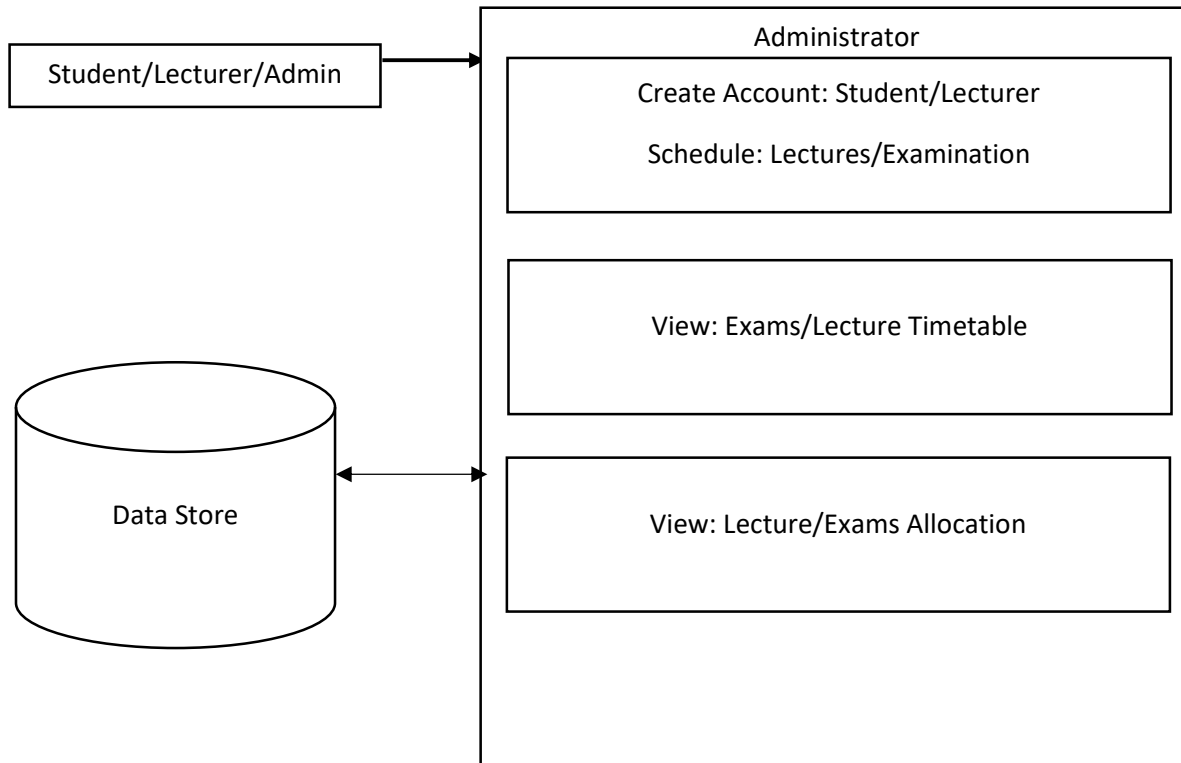 Administrator
Student/Lecturer/Admin
Create Account: Student/Lecturer
Schedule: Lectures/Examination
View: Exams/Lecture Timetable
Data Store
View: Lecture/Exams Allocation